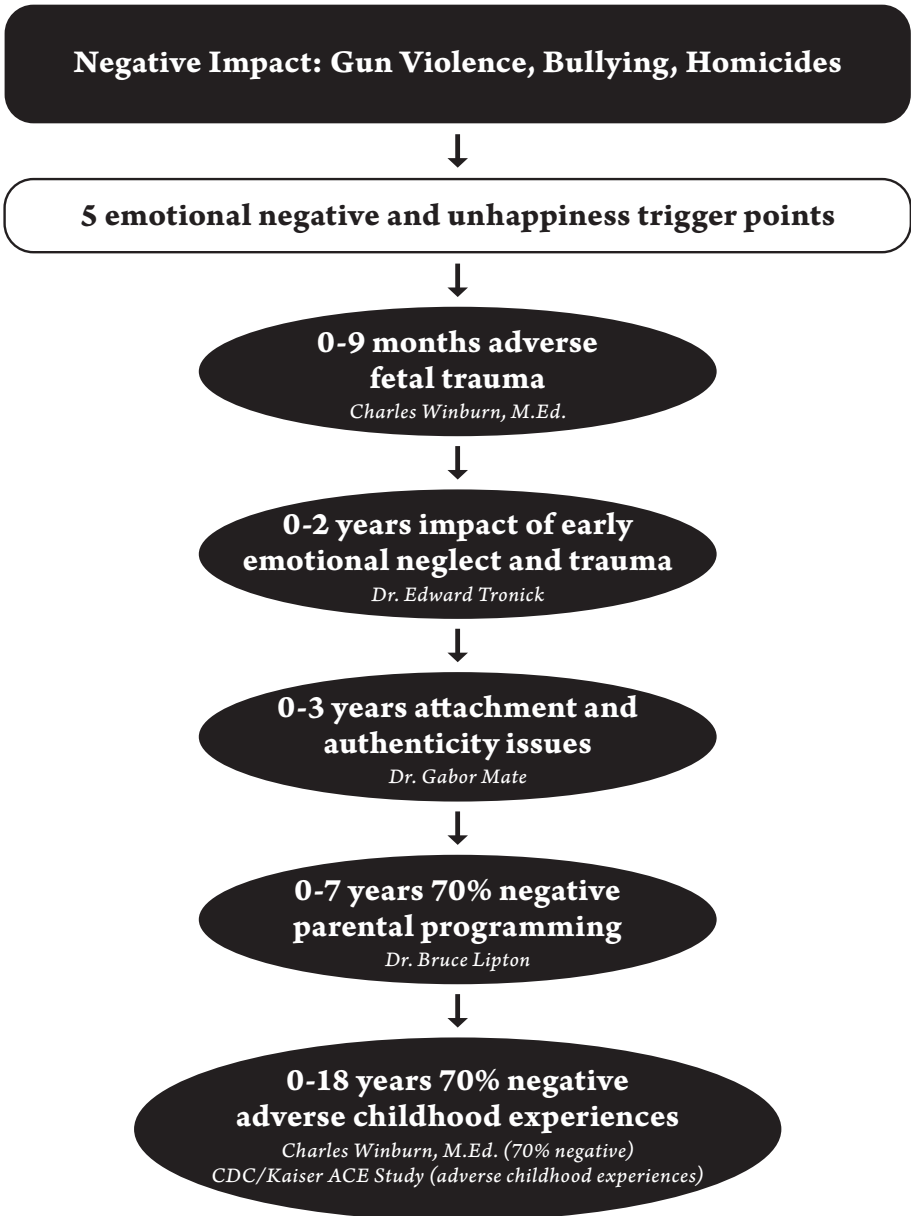 Negative Impact: Gun Violence, Bullying, Homicides
5 emotional negative and unhappiness trigger points
0-9 months adverse
fetal trauma
Charles Winburn, M.Ed.
0-2 years impact of early
emotional neglect and trauma
Dr. Edward Tronick
0-3 years attachment and
authenticity issues
Dr. Gabor Mate
0-7 years 70% negative
parental programming
Dr. Bruce Lipton
0-18 years 70% negative
adverse childhood experiences
Charles Winburn, M.Ed. (70% negative)
CDC/Kaiser ACE Study (adverse childhood experiences)